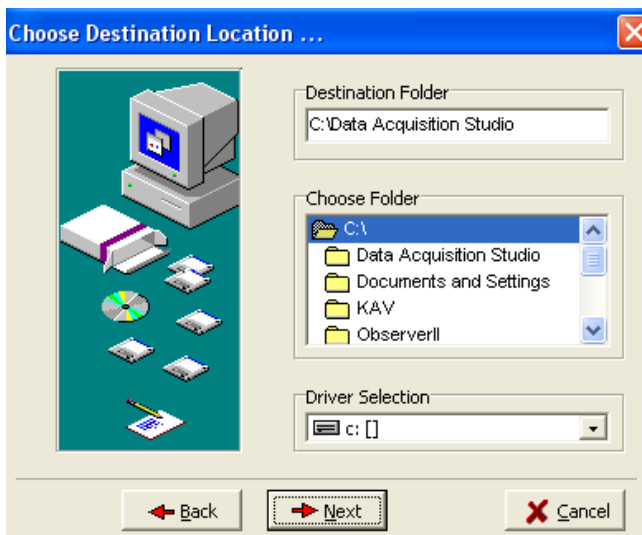 Choose Destination Location ...
Destination Folder
C:\Data Acquisition Studio
Choose Folder
C:\
Data Acquisition Studio
Documents and Settings
KAV
ObserverII
Driver Selection
c: []
Back
Next
Cancel